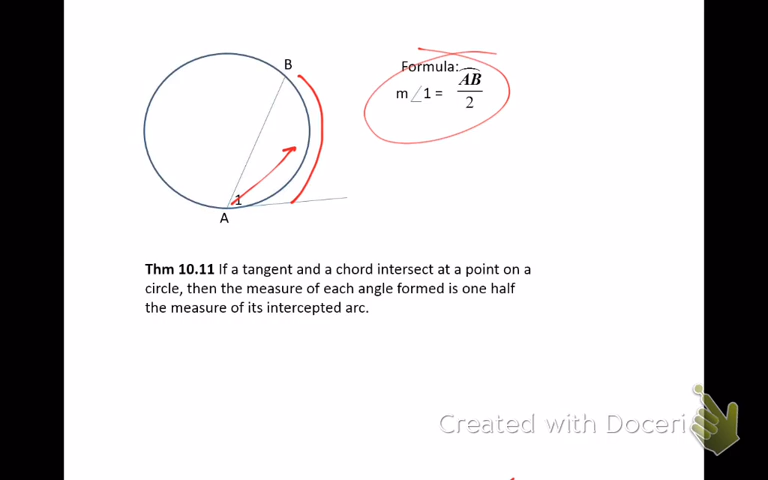 B
Formula:
AB
m∠1 =
2
1
A
Thm 10.11 If a tangent and a chord intersect at a point on a
circle, then the measure of each angle formed is one half
the measure of its intercepted arc.
Created with Doceri